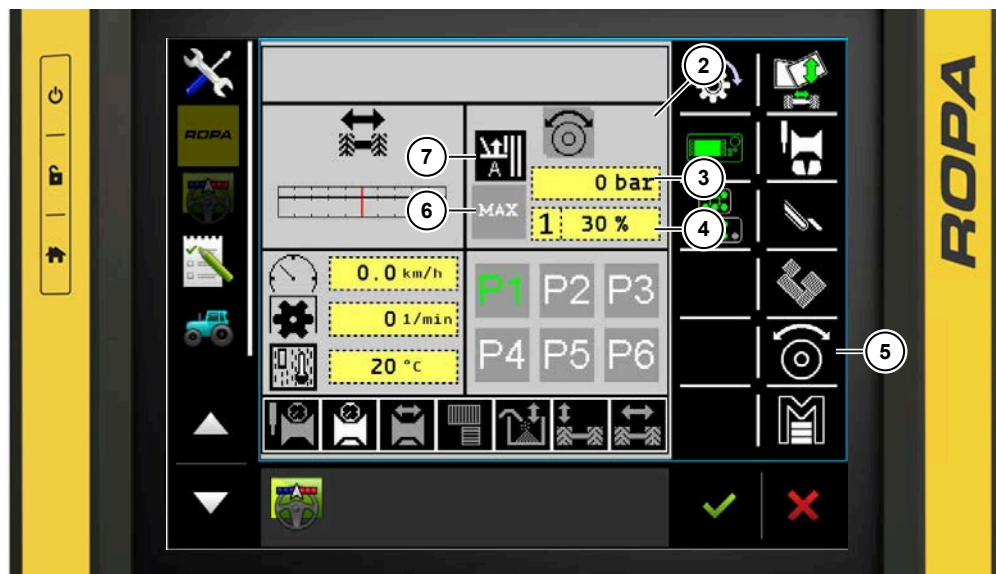 ROPA
ROPA
2
7
A
0 bar
3
6
MAX
1 30 %
4
0.0 km/h
0 1/min
20 °C
P1 P2 P3
P4 P5 P6
5